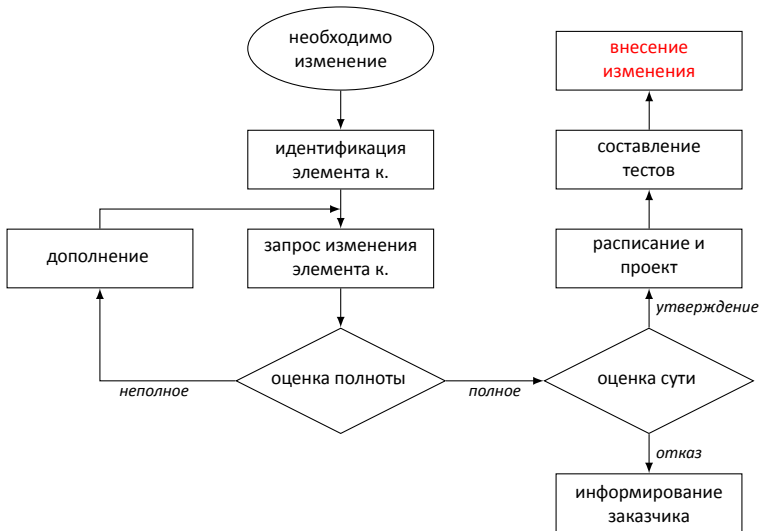 необходимо
изменение
идентификация
элемента к.
запрос изменения
элемента к.
дополнение
оценка полноты
неполное
полное
оценка сути
утверждение
расписание и
проект
составление
тестов
внесение
изменения
отказ
информирование
заказчика